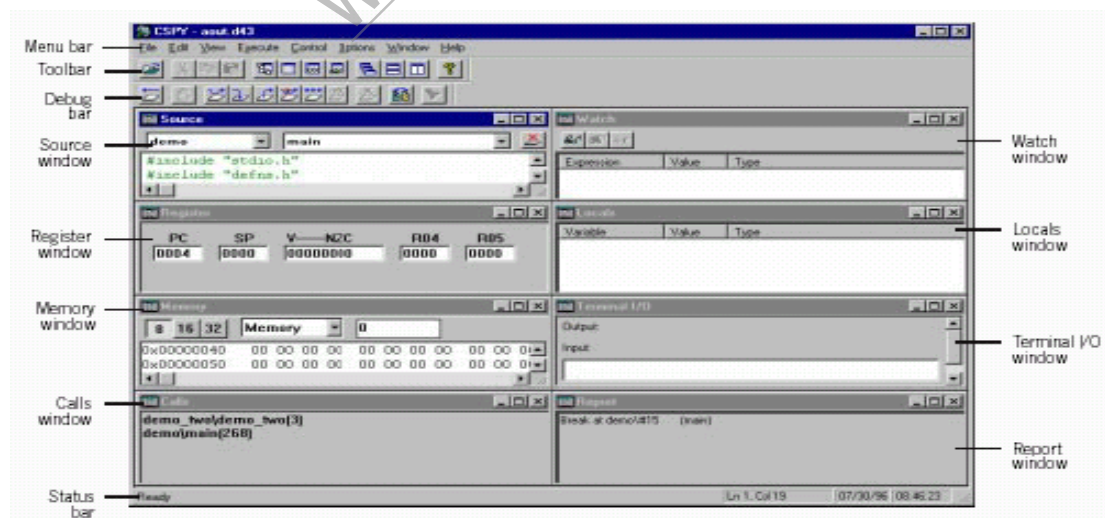 CSPY - aout.d43
Menu bar
File Edit View Execute Control Options Window Help
Toolbar
Debug bar
Source window
Source
demo main
#include "stdio.h"
#include "defns.h"
Watch
Expression Value Type
Watch window
Register window
Register
PC SP V----NZC R04 R05
0004 0000 00000010 0000 0000
Locals
Variable Value Type
Locals window
Memory window
Memory
8 16 32 Memory 0
0x00000040 00 00 00 00 00 00 00 00 00 00
0x00000050 00 00 00 00 00 00 00 00 00 00
Terminal I/O
Output:
Input:
Terminal I/O window
Calls window
Calls
demo_two\demo_two(3)
demo\main(268)
Report
Break at demo\#15 (main)
Report window
Status bar
Ready
Ln 1, Col 19 07/30/96 08:46:23